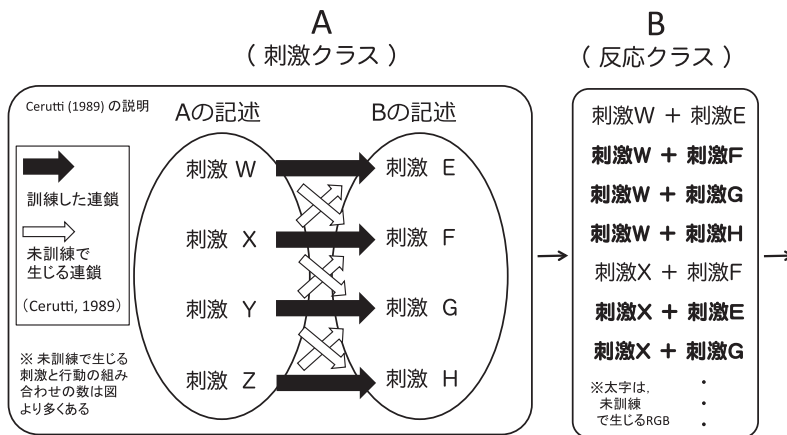 A
( 刺激クラス )
B
( 反応クラス )
Cerutti (1989) の説明
Aの記述
Bの記述
訓練した連鎖
未訓練で
生じる連鎖
（Cerutti, 1989）
※ 未訓練で生じる
刺激と行動の組み
合わせの数は図
より多くある
刺激 W
刺激 E
刺激 X
刺激 F
刺激 Y
刺激 G
刺激 Z
刺激 H
刺激W + 刺激E
刺激W + 刺激F
刺激W + 刺激G
刺激W + 刺激H
刺激X + 刺激F
刺激X + 刺激E
刺激X + 刺激G
※太字は,
未訓練
で生じるRGB
・
・
・